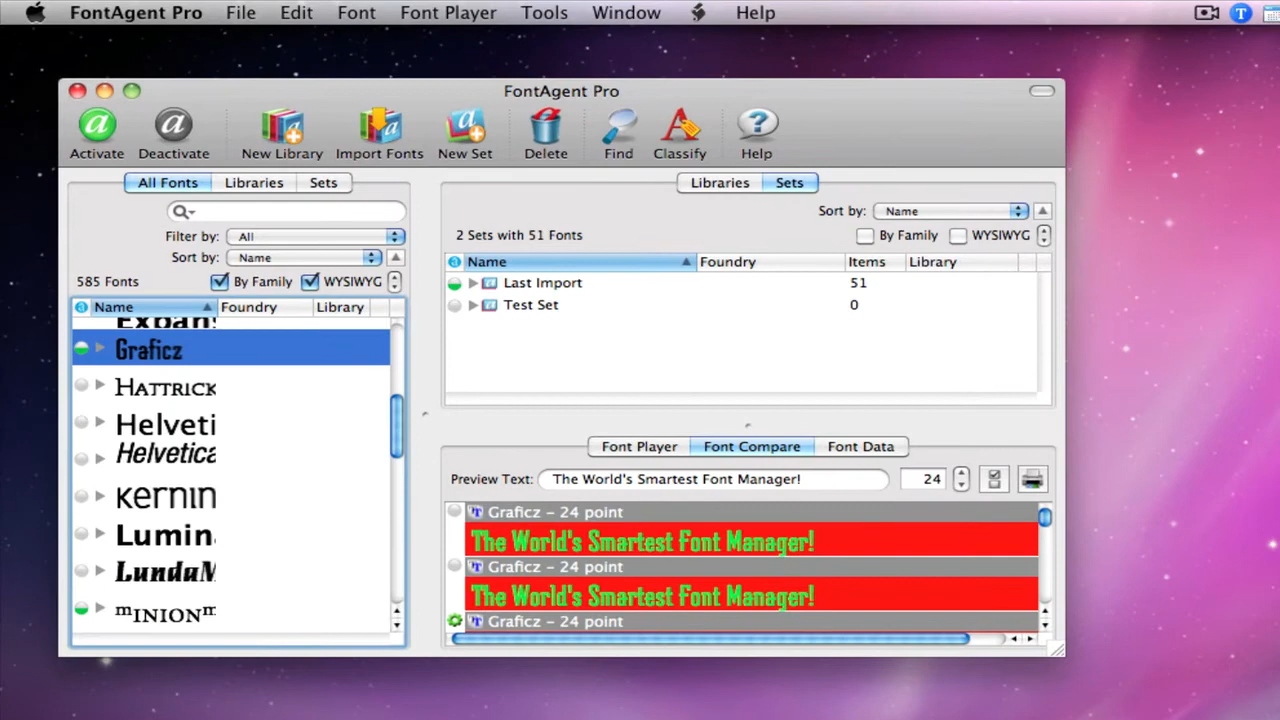 FontAgent Pro File Edit Font Font Player Tools Window Help
FontAgent Pro
Activate Deactivate New Library Import Fonts New Set Delete Find Classify Help
All Fonts Libraries Sets
Filter by: All
Sort by: Name
585 Fonts By Family WYSIWYG
Name Foundry Library
Expans
Graficz
Hattrick
Helveti
Helvetica
Kernin
Lumin
LundaM
mINIONm
Libraries Sets
Sort by: Name
2 Sets with 51 Fonts By Family WYSIWYG
Name Foundry Items Library
Last Import 51
Test Set 0
Font Player Font Compare Font Data
Preview Text: The World's Smartest Font Manager! 24
Graficz – 24 point
The World's Smartest Font Manager!
Graficz – 24 point
The World's Smartest Font Manager!
Graficz – 24 point